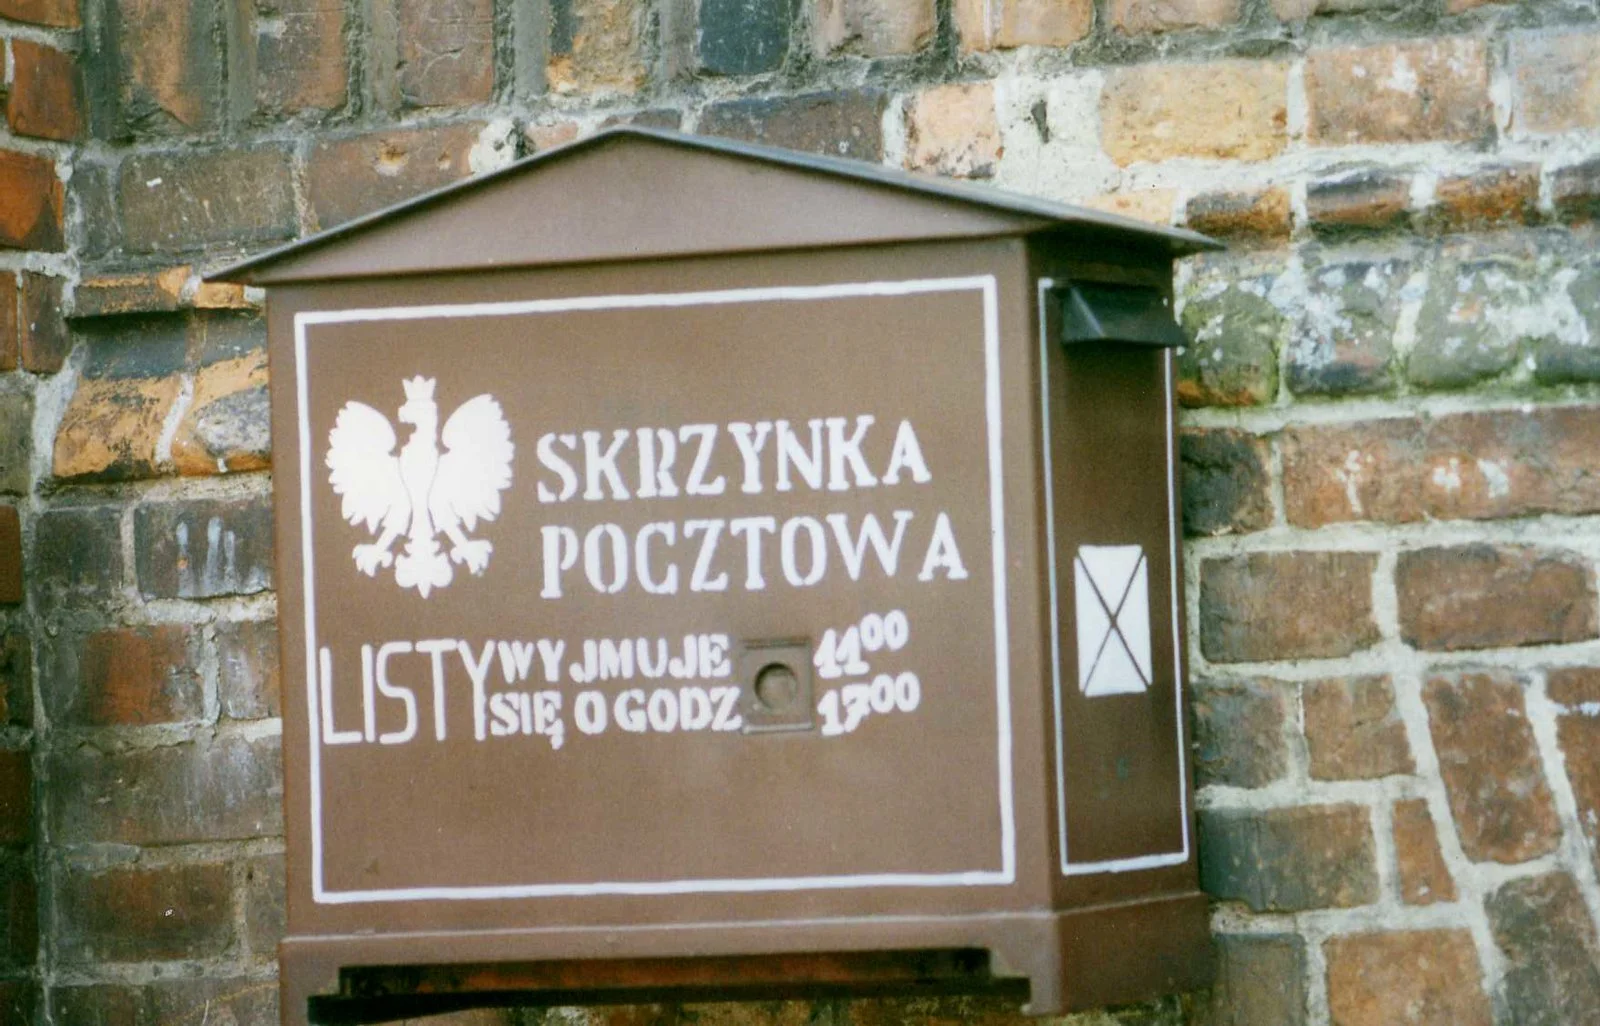 SKRZYNKA
POCZTOWA
LISTY WYJMUJE 1100
SIĘ O GODZ 1700